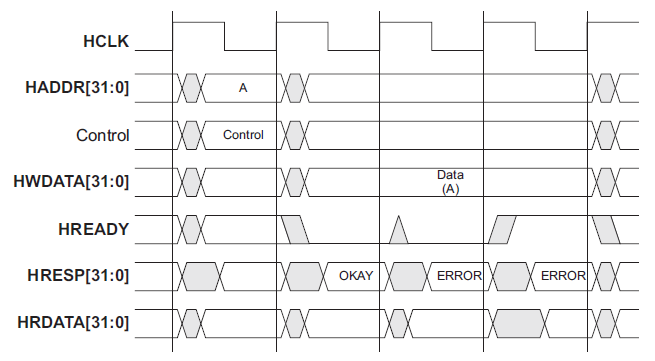 HCLK
HADDR[31:0] A
Control Control
HWDATA[31:0] Data
(A)
HREADY
HRESP[31:0] OKAY ERROR ERROR
HRDATA[31:0]